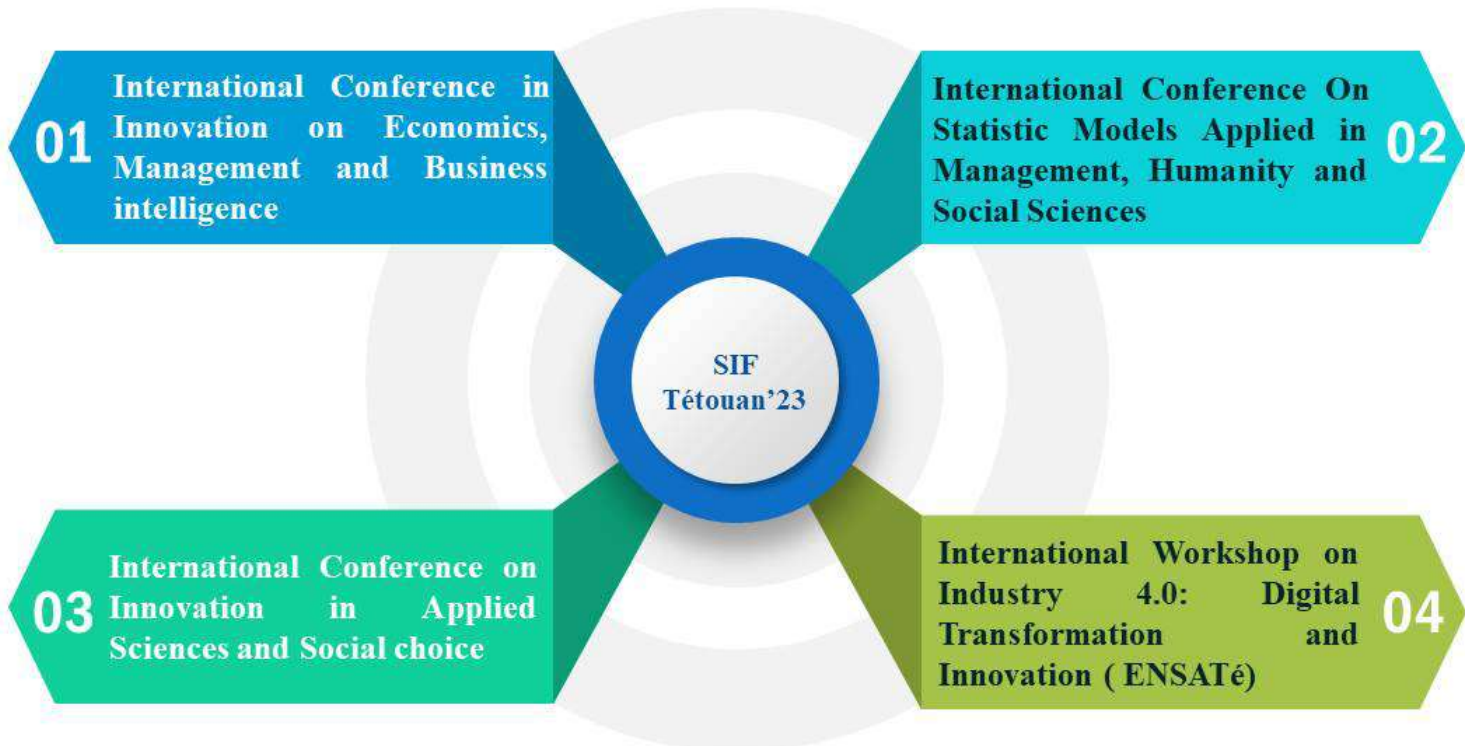 01
International Conference in
Innovation on Economics,
Management and Business
intelligence
International Conference On
Statistic Models Applied in
Management, Humanity and
Social Sciences
02
SIF
Tétouan’23
03
International Conference on
Innovation in Applied
Sciences and Social choice
International Workshop on
Industry 4.0: Digital
Transformation and
Innovation ( ENSATé)
04